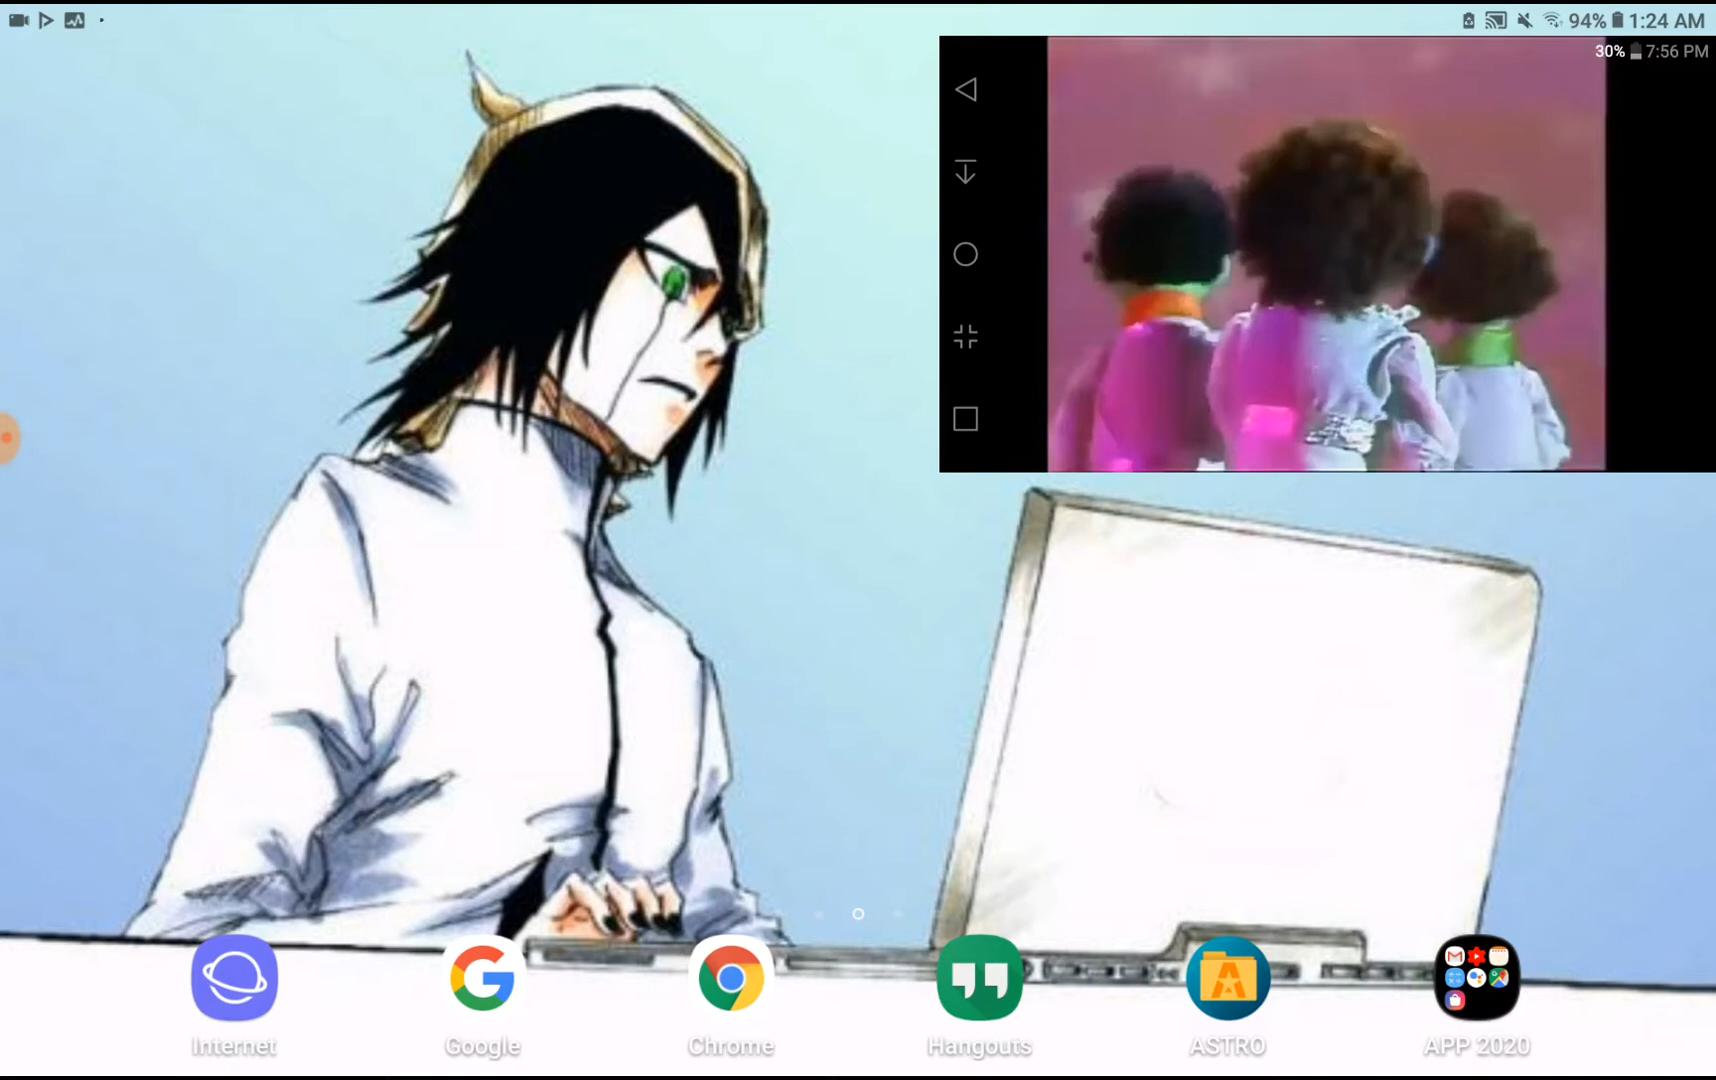 94% 1:24 AM
30% 7:56 PM
Internet
Google
Chrome
Hangouts
ASTRO
APP 2020